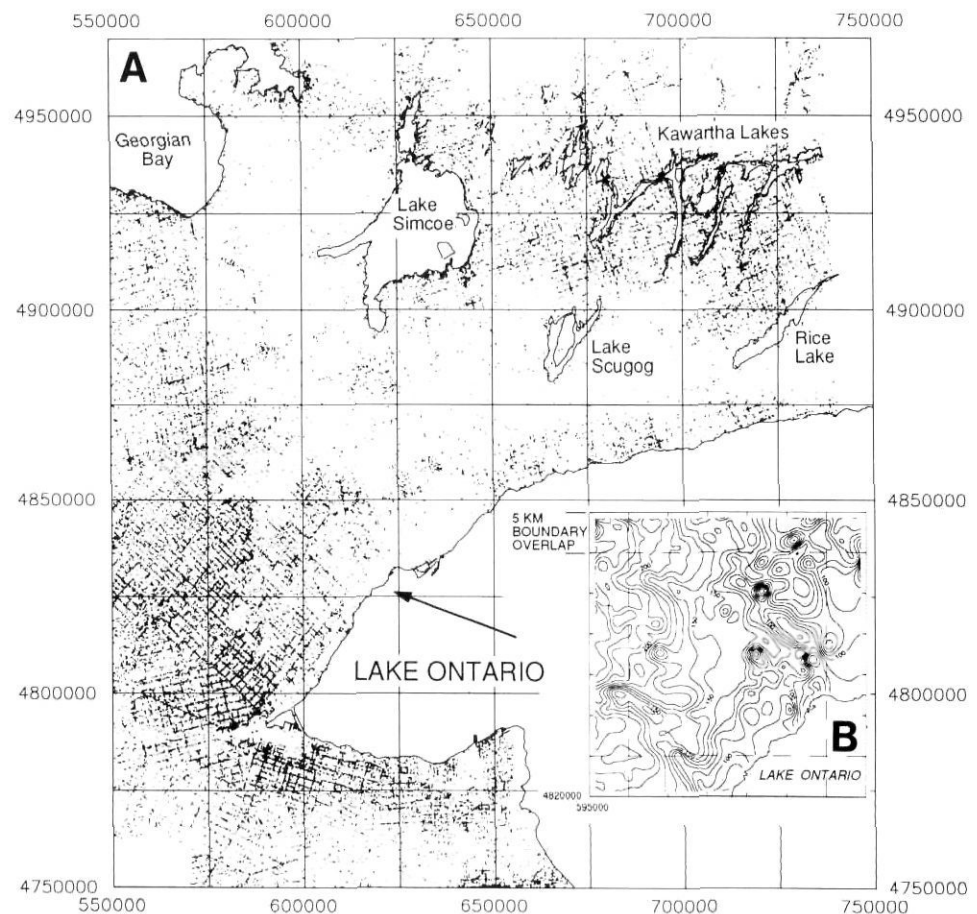 550000 600000 650000 700000 750000
A
4950000 4950000
Georgian
Bay
Kawartha Lakes
Lake
Simcoe
4900000 4900000
Lake
Scugog
Rice
Lake
4850000 4850000
5 KM
BOUNDARY
OVERLAP
LAKE ONTARIO
4800000 4800000
B
LAKE ONTARIO
4820000
595000
4750000 4750000
550000 600000 650000 700000 750000